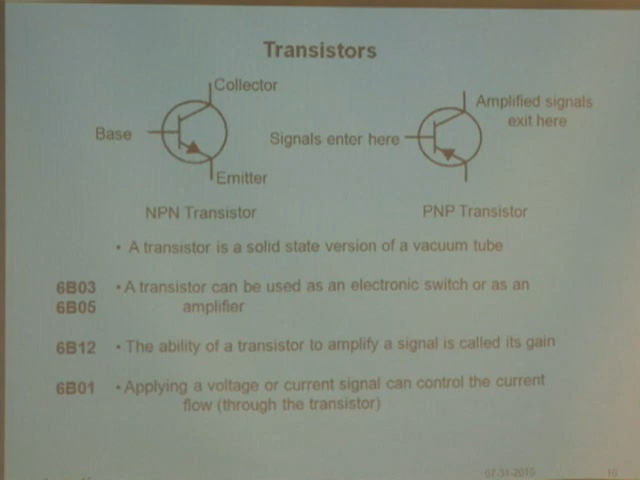 Transistors
Collector
Base
Emitter
NPN Transistor
Amplified signals
exit here
Signals enter here
PNP Transistor
• A transistor is a solid state version of a vacuum tube
6B03 • A transistor can be used as an electronic switch or as an
6B05 amplifier
6B12 • The ability of a transistor to amplify a signal is called its gain
6B01 • Applying a voltage or current signal can control the current
flow (through the transistor)